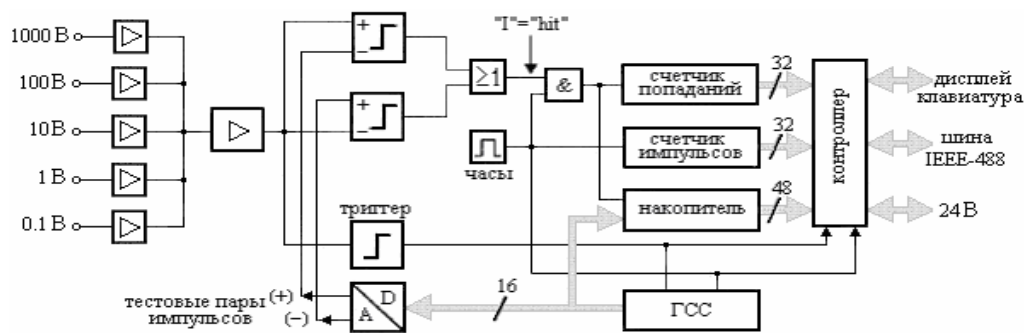 1000 В
100 В
10 В
1 В
0.1 В
+
−
+
−
≥1
"I"="hit"
&
часы
триггер
тестовые пары
импульсов
(+)
(−)
D
A
16
счетчик
попаданий
32
счетчик
импульсов
32
накопитель
48
ГСС
контроллер
дисплей
клавиатура
шина
IEEE-488
24 В